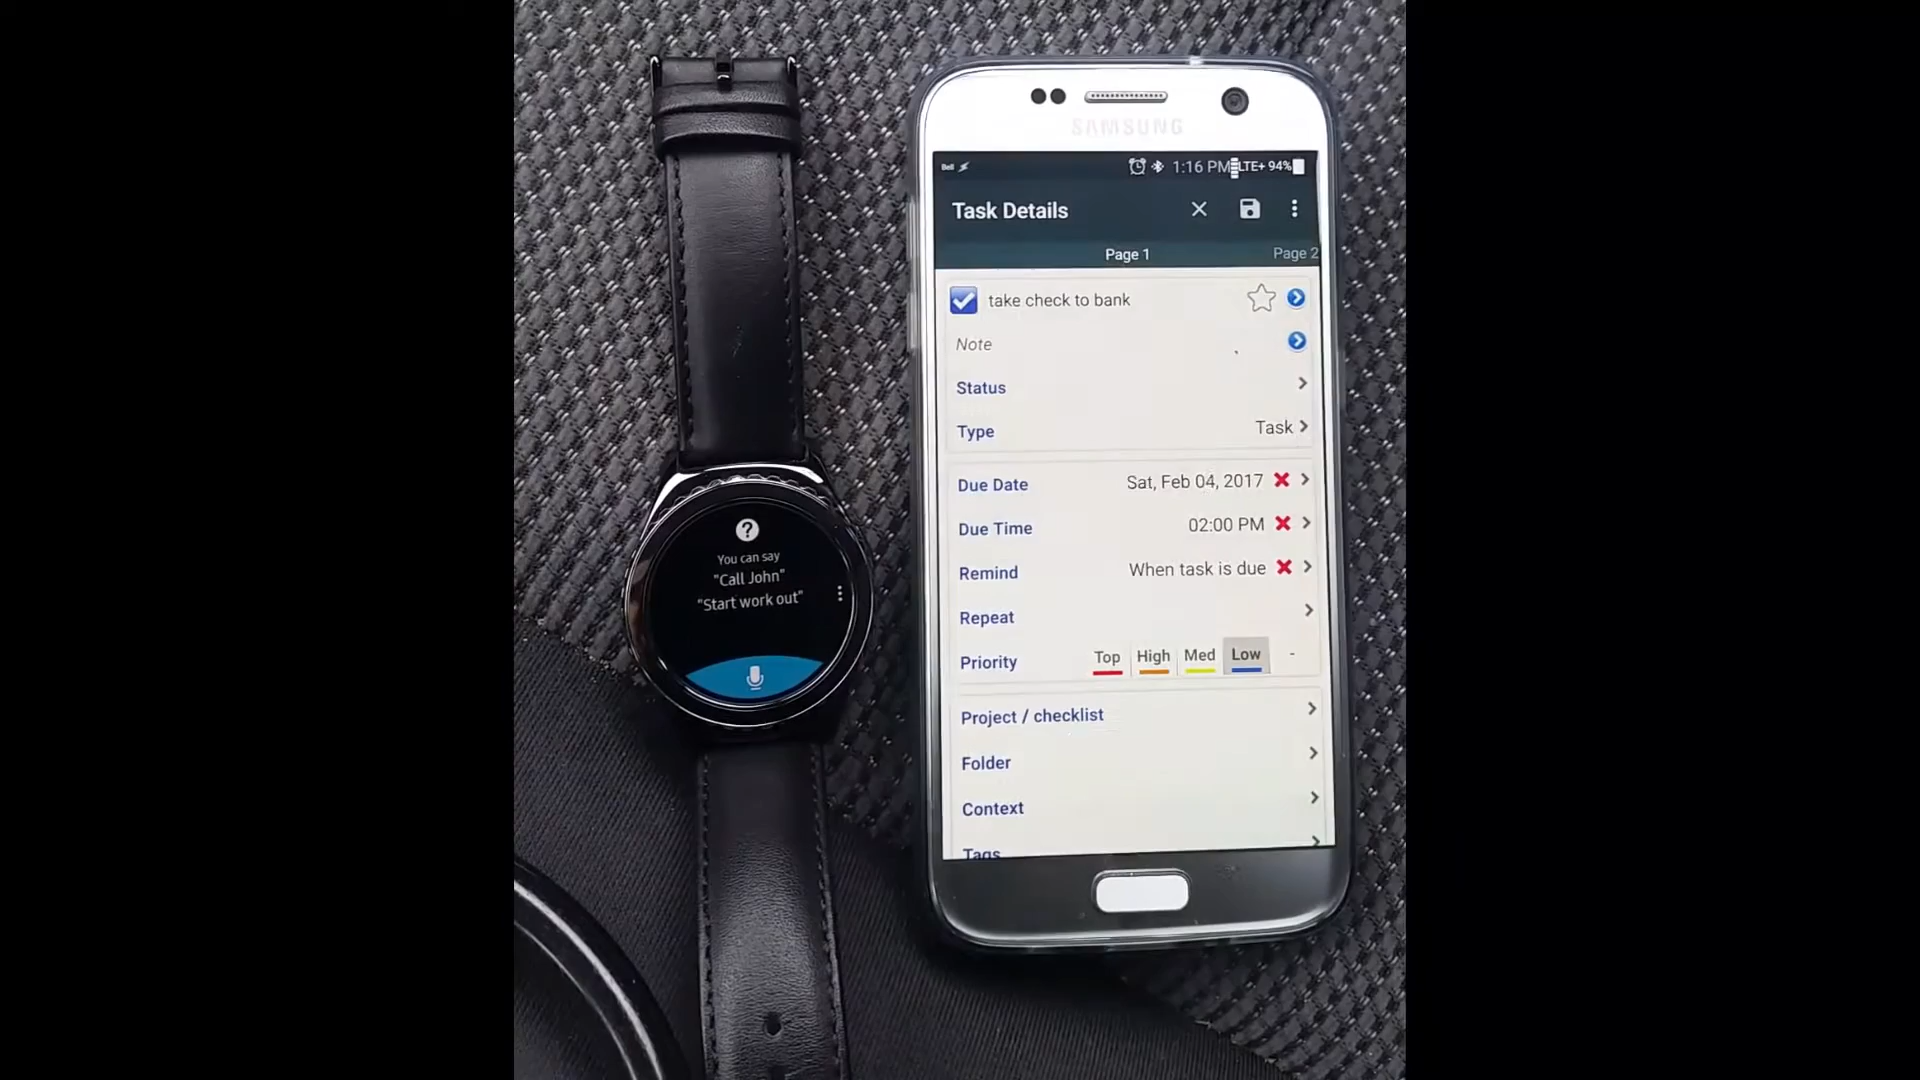 SAMSUNG
Bell 1:16 PM LTE+ 94%
Task Details
Page 1 Page 2
take check to bank
Note
Status
Type Task
Due Date Sat, Feb 04, 2017
Due Time 02:00 PM
Remind When task is due
Repeat
Priority Top High Med Low -
Project / checklist
Folder
Context
Tags
?
You can say
"Call John"
"Start work out"